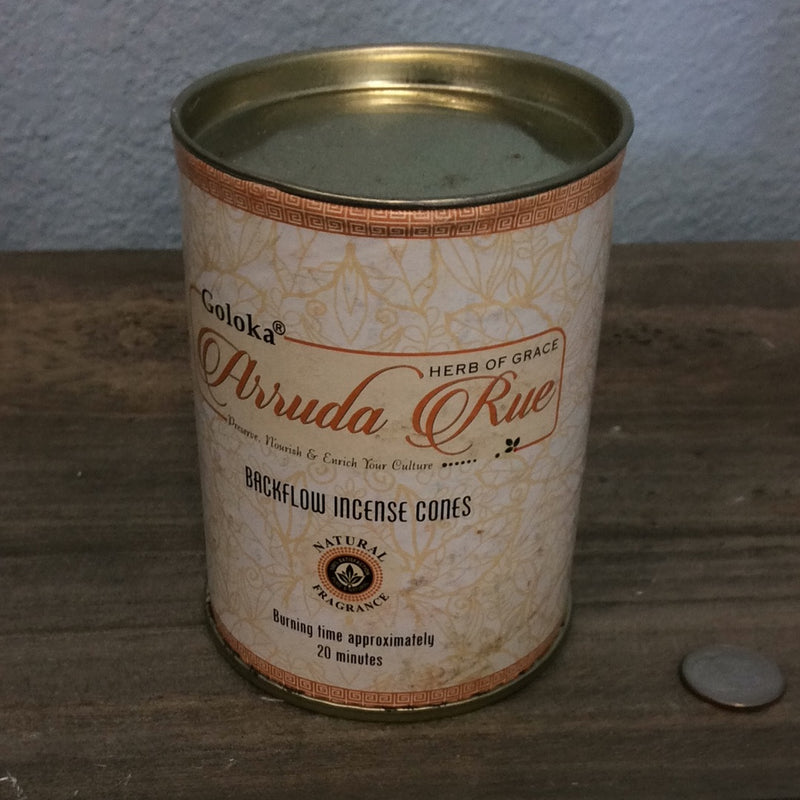 Goloka®
HERB OF GRACE
Arruda Rue
Preserve, Nourish & Enrich Your Culture
BACKFLOW INCENSE CONES
NATURAL
FRAGRANCE
Burning time approximately
20 minutes